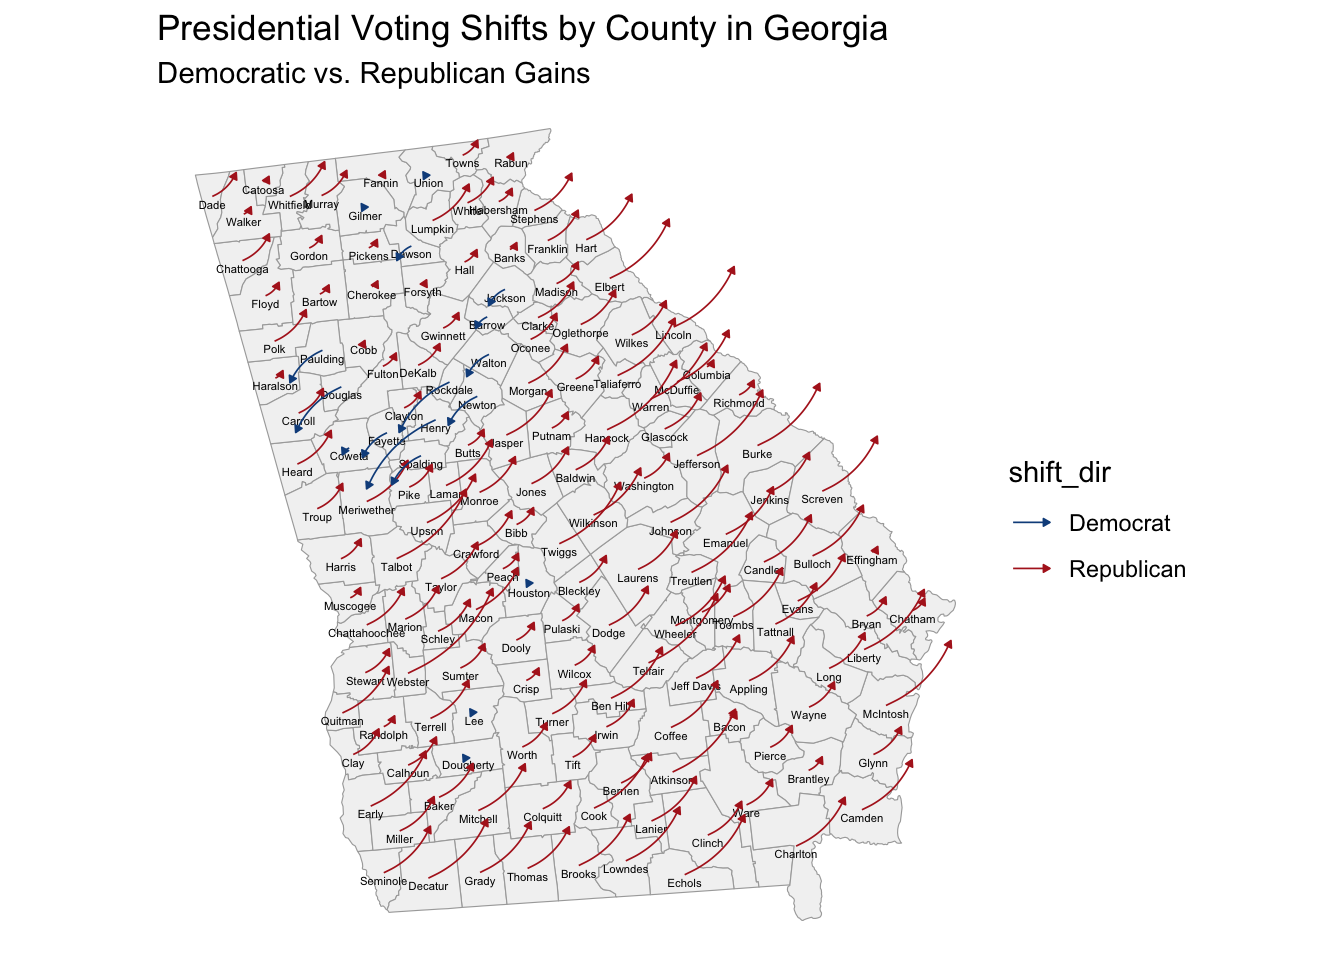 Presidential Voting Shifts by County in Georgia
Democratic vs. Republican Gains
Towns
Rabun
Dade
Catoosa
Whitfield
Murray
Fannin
Union
Walker
Gilmer
White
Habersham
Stephens
Lumpkin
Chattooga
Gordon
Pickens
Dawson
Hall
Banks
Franklin
Hart
Floyd
Bartow
Cherokee
Forsyth
Jackson
Madison
Elbert
Polk
Cobb
Paulding
Gwinnett
Barrow
Clarke
Oconee
Oglethorpe
Wilkes
Lincoln
Haralson
Douglas
Fulton
DeKalb
Rockdale
Walton
Morgan
Greene
Taliaferro
McDuffie
Columbia
Carroll
Clayton
Newton
Henry
Warren
Richmond
Heard
Coweta
Fayette
Spalding
Butts
Jasper
Putnam
Hancock
Glascock
Jefferson
Burke
Troup
Meriwether
Pike
Lamar
Monroe
Jones
Baldwin
Washington
Jenkins
Screven
Upson
Bibb
Wilkinson
Johnson
Emanuel
Harris
Talbot
Crawford
Twiggs
Laurens
Treutlen
Candler
Bulloch
Effingham
Muscogee
Taylor
Peach
Houston
Bleckley
Chattahoochee
Marion
Schley
Macon
Pulaski
Dodge
Wheeler
Montgomery
Toombs
Tattnall
Evans
Bryan
Chatham
Stewart
Webster
Sumter
Dooly
Crisp
Wilcox
Telfair
Jeff Davis
Appling
Long
Liberty
Quitman
Randolph
Terrell
Lee
Turner
Ben Hill
Irwin
Coffee
Bacon
Wayne
McIntosh
Clay
Calhoun
Dougherty
Worth
Tift
Atkinson
Pierce
Brantley
Glynn
Early
Baker
Mitchell
Colquitt
Cook
Berrien
Lanier
Ware
Camden
Miller
Clinch
Charlton
Seminole
Decatur
Grady
Thomas
Brooks
Lowndes
Echols
shift_dir
Democrat
Republican